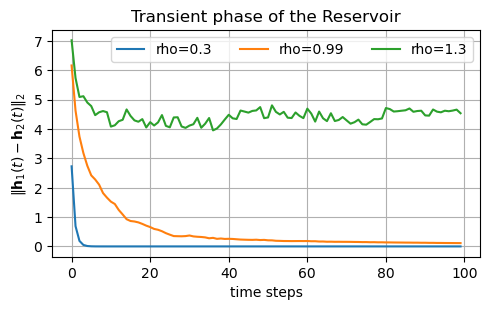 Transient phase of the Reservoir
rho=0.3 rho=0.99 rho=1.3
‖h₁(t) − h₂(t)‖₂
7
6
5
4
3
2
1
0
0 20 40 60 80 100
time steps